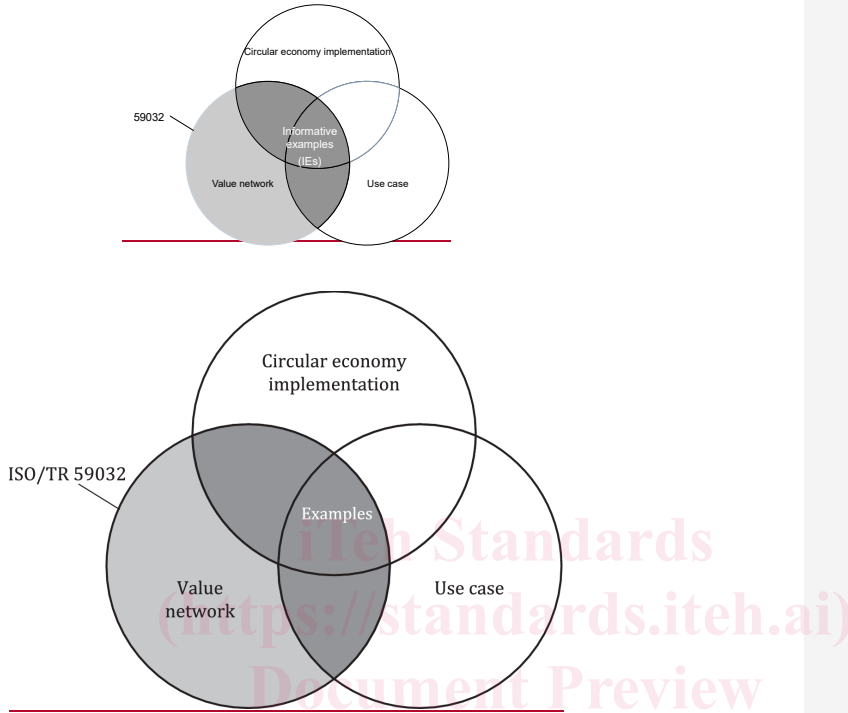 Circular economy implementation
59032
Informative
examples
(IEs)
Value network
Use case
Circular economy
implementation
ISO/TR 59032
Examples
Value
network
Use case
iTeh Standards
(https://standards.iteh.ai)
Document Preview